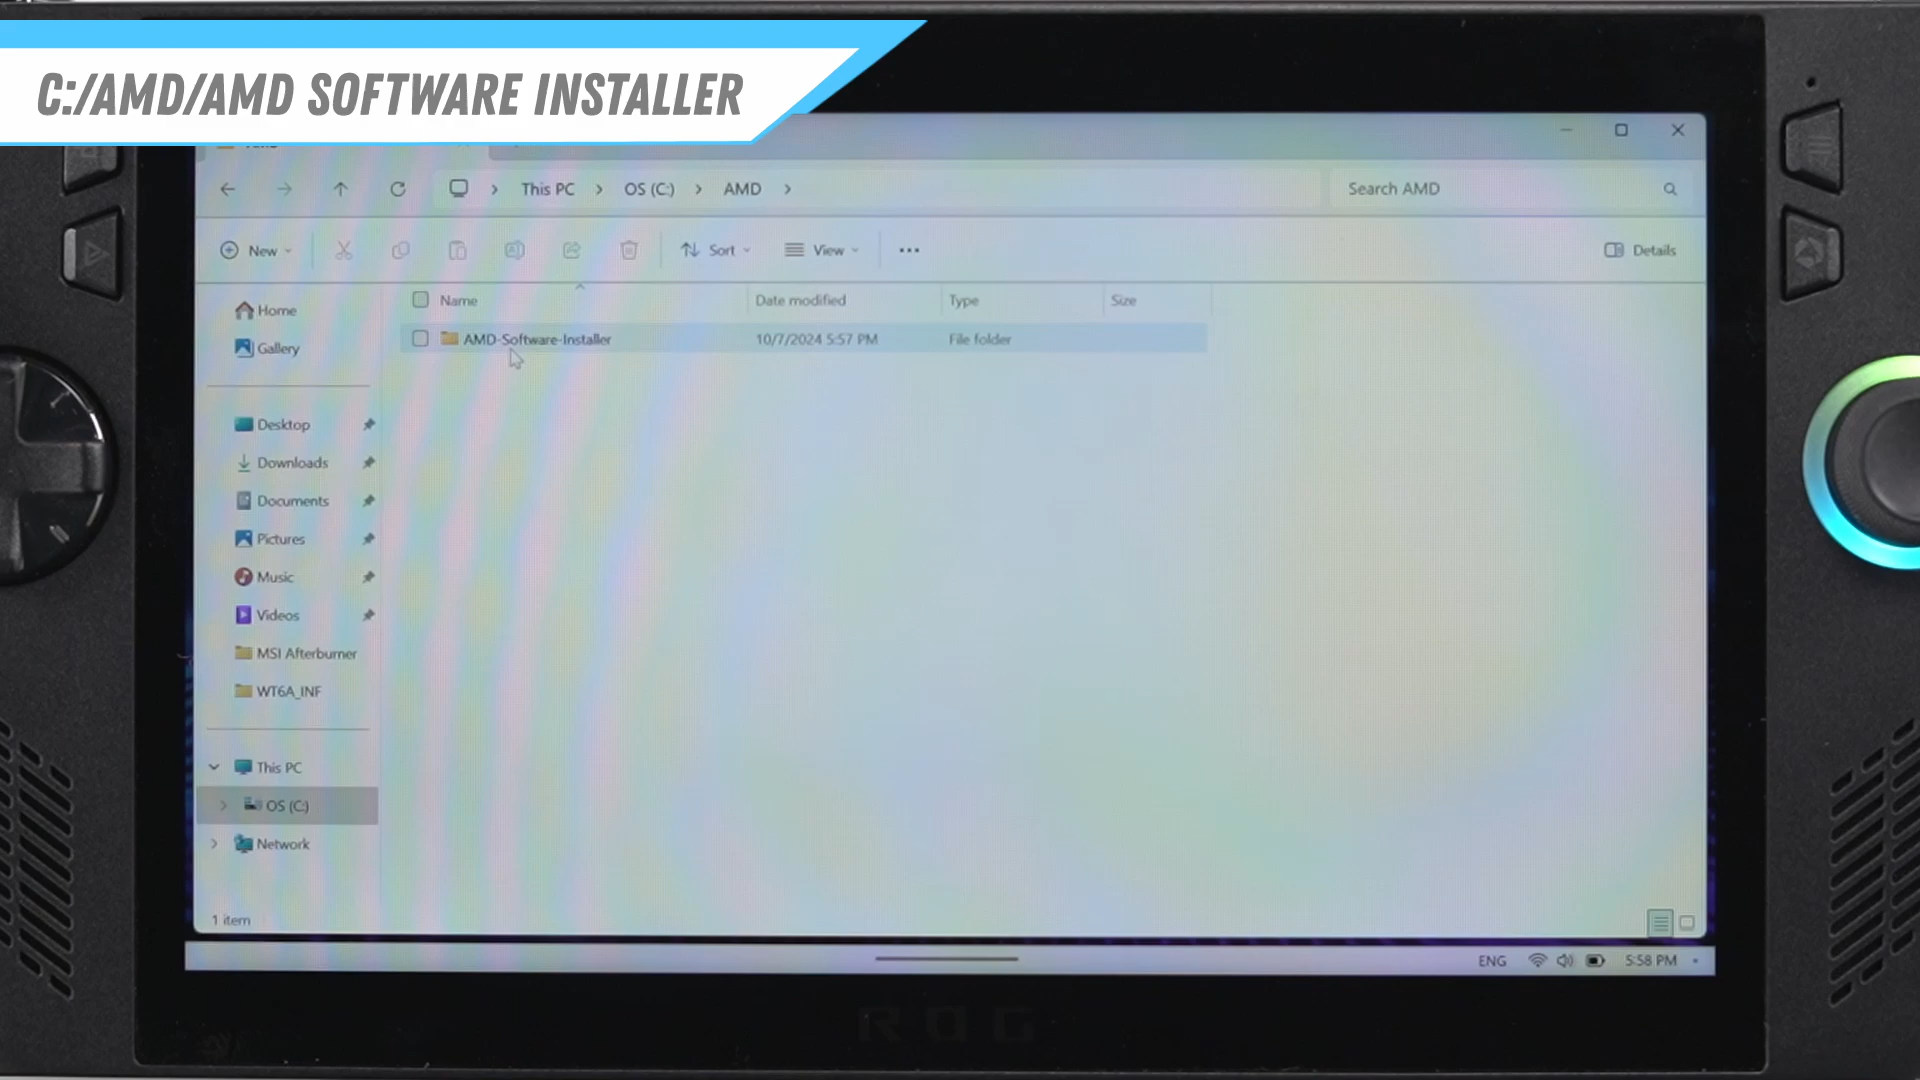 C:/AMD/AMD SOFTWARE INSTALLER
This PC > OS (C:) > AMD >
Search AMD
New
Sort
View
Details
Name
Date modified
Type
Size
AMD-Software-Installer
10/7/2024 5:57 PM
File folder
Home
Gallery
Desktop
Downloads
Documents
Pictures
Music
Videos
MSI Afterburner
WT6A_INF
This PC
OS (C:)
Network
1 item
ENG
5:58 PM
ROG